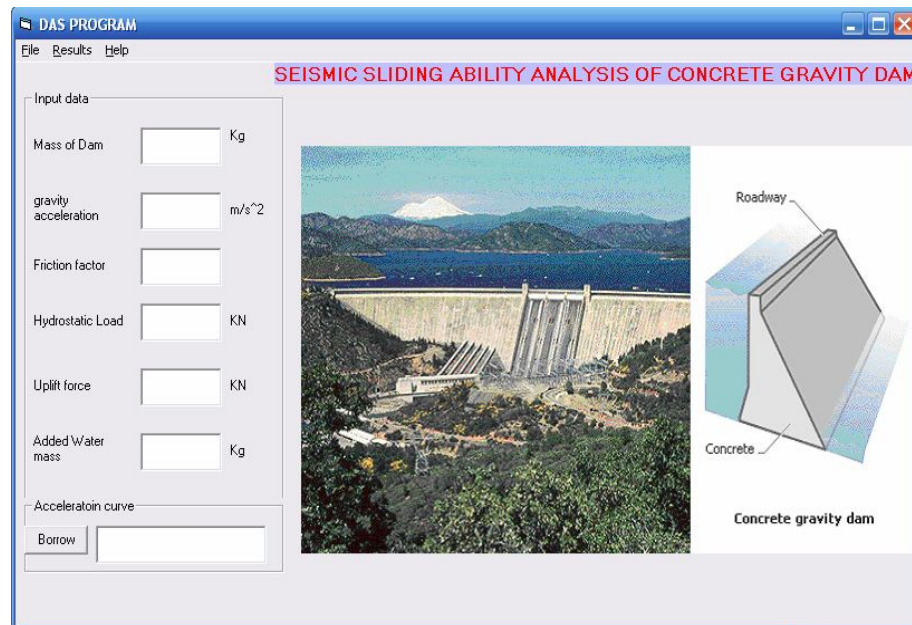 DAS PROGRAM
File Results Help
SEISMIC SLIDING ABILITY ANALYSIS OF CONCRETE GRAVITY DAM
Input data
Mass of Dam Kg
gravity
acceleration m/s^2
Friction factor
Hydrostatic Load KN
Uplift force KN
Added Water
mass Kg
Acceleratoin curve
Borrow
Roadway
Concrete
Concrete gravity dam